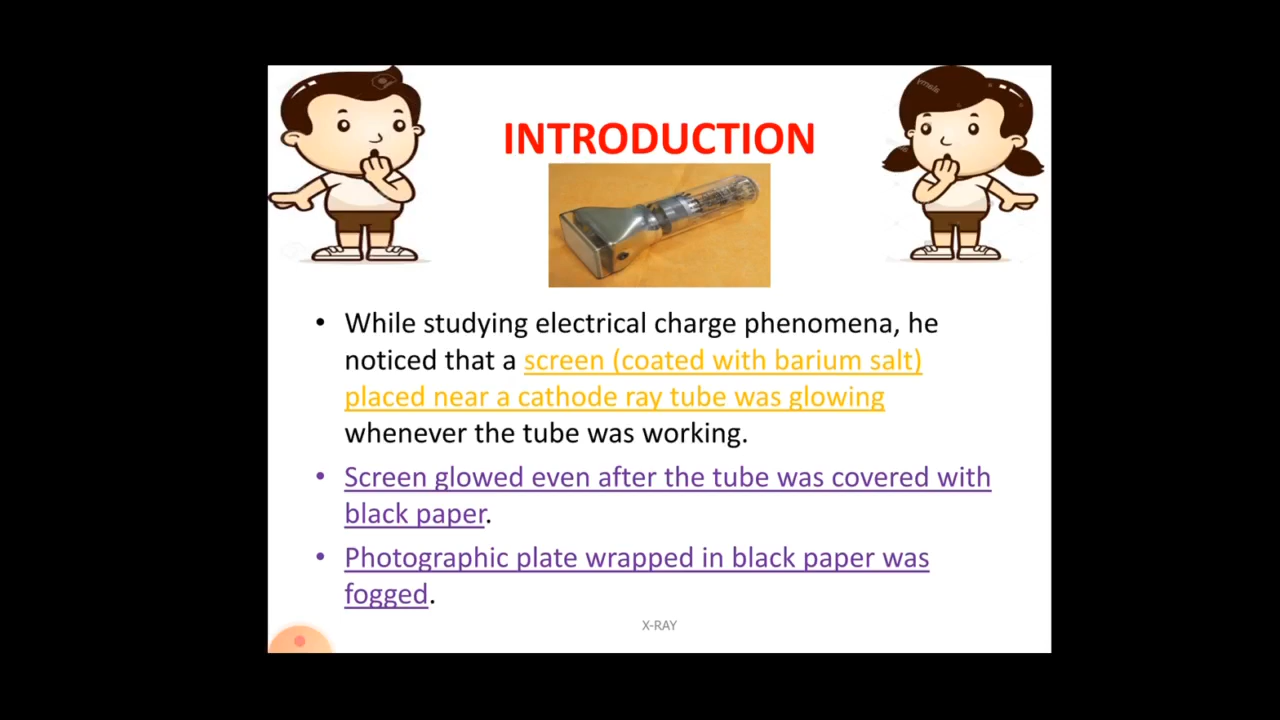 INTRODUCTION
• While studying electrical charge phenomena, he
noticed that a screen (coated with barium salt)
placed near a cathode ray tube was glowing
whenever the tube was working.
• Screen glowed even after the tube was covered with
black paper.
• Photographic plate wrapped in black paper was
fogged.
X-RAY